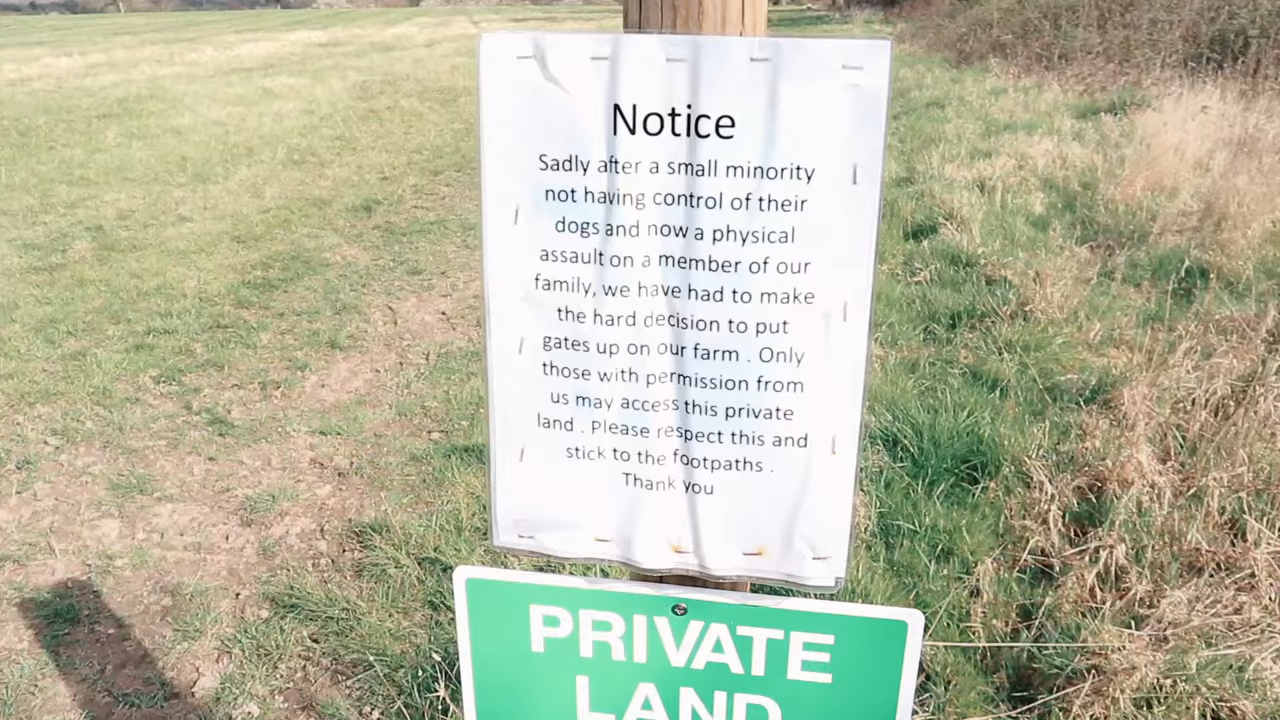 Notice
Sadly after a small minority
not having control of their
dogs and now a physical
assault on a member of our
family, we have had to make
the hard decision to put
gates up on our farm . Only
those with permission from
us may access this private
land . Please respect this and
stick to the footpaths .
Thank you
PRIVATE
LAND